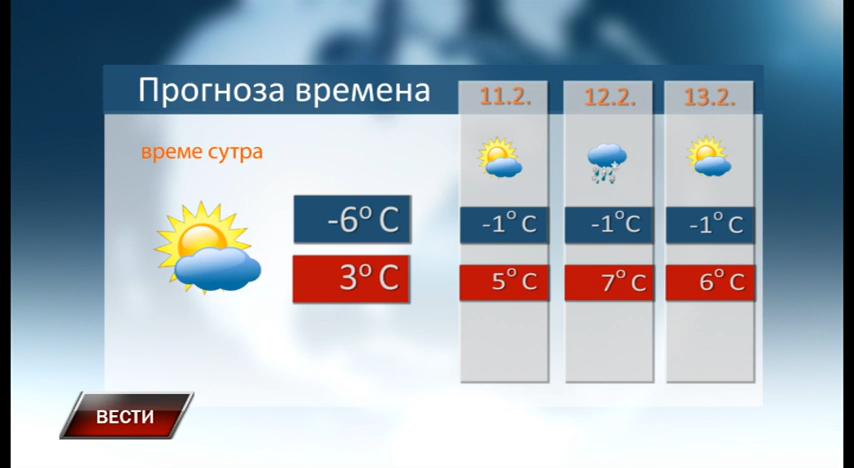 Прогноза времена
време сутра
-6° C
3° C
11.2.
-1° C
5° C
12.2.
-1°C
7° C
13.2.
-1° C
6° C
ВЕСТИ